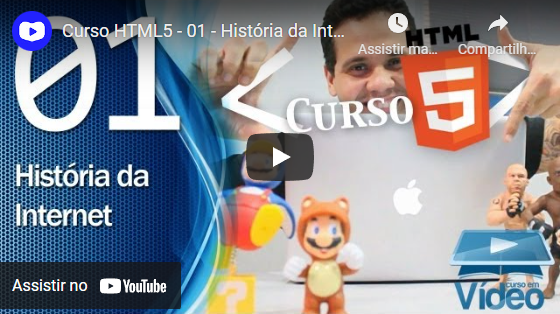 Curso HTML5 - 01 - História da Int...
Assistir ma...
Compartilh...
01
HTML
CURSO
5
História da
Internet
?
Assistir no YouTube
curso em
Vídeo